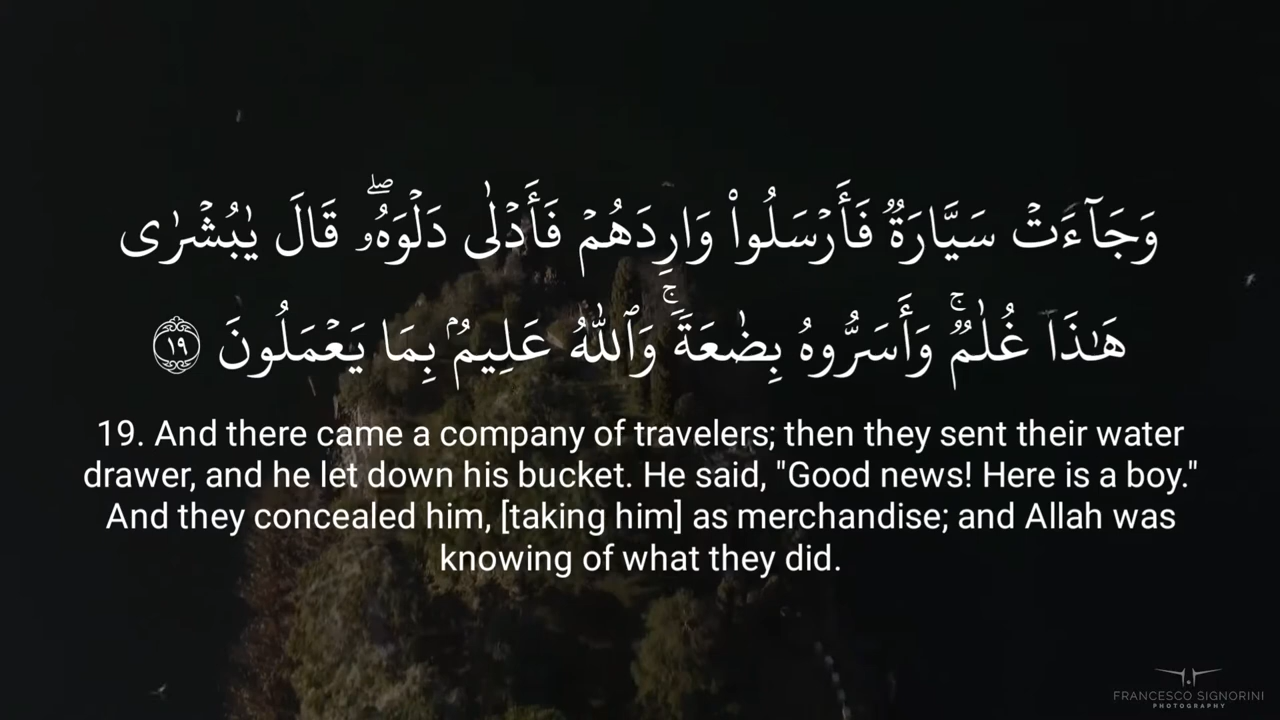 وَجَآءَتۡ سَيَّارَةٞ فَأَرۡسَلُواْ وَارِدَهُمۡ فَأَدۡلَىٰ دَلۡوَهُۥۖ قَالَ يَٰبُشۡرَىٰ
هَٰذَا غُلَٰمٞۚ وَأَسَرُّوهُ بِضَٰعَةٗۚ وَٱللَّهُ عَلِيمُۢ بِمَا يَعۡمَلُونَ ١٩
19. And there came a company of travelers; then they sent their water
drawer, and he let down his bucket. He said, "Good news! Here is a boy."
And they concealed him, [taking him] as merchandise; and Allah was
knowing of what they did.
FRANCESCO SIGNORINI
PHOTOGRAPHY